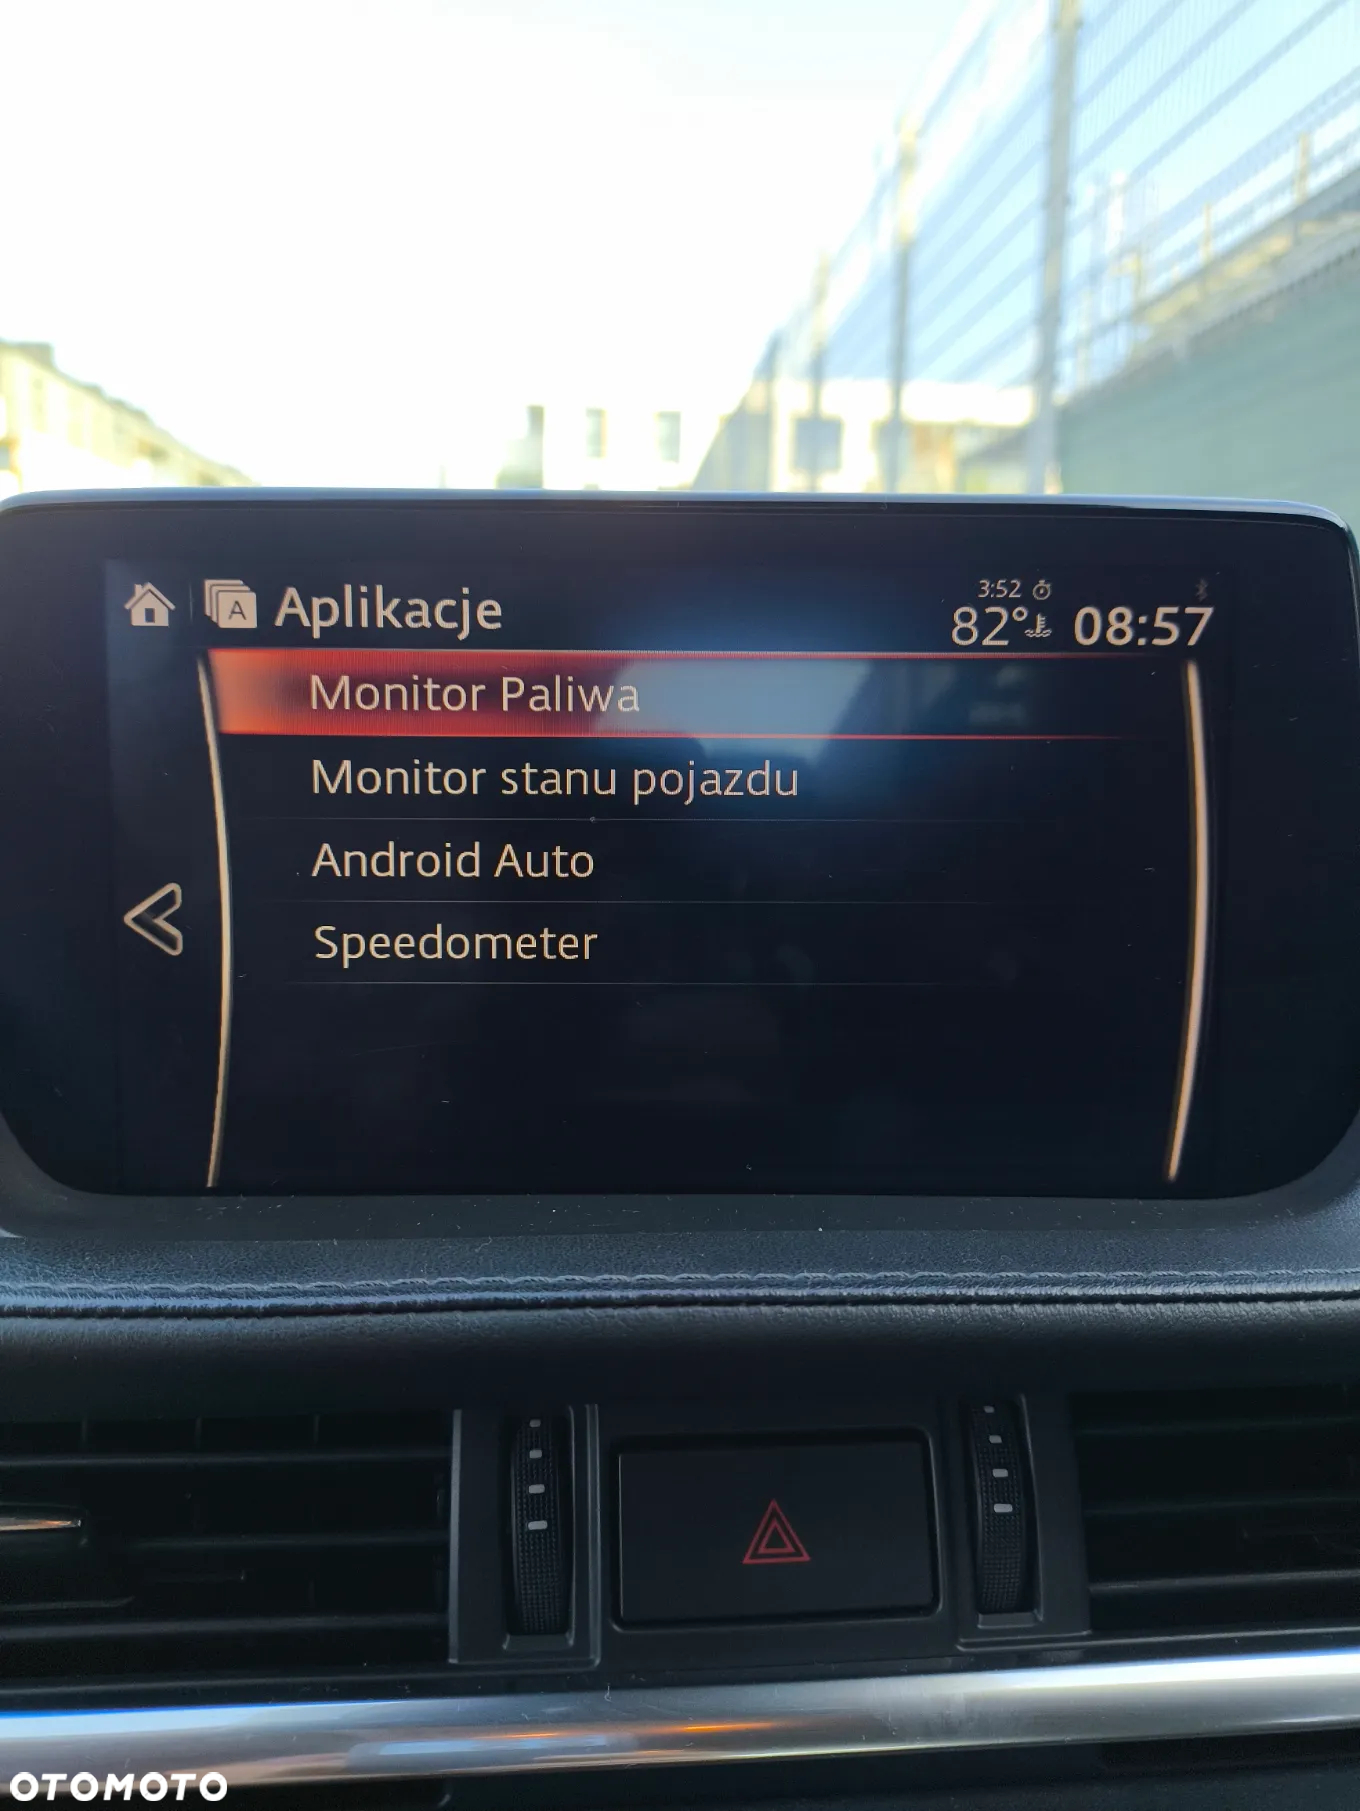 A Aplikacje
3:52
82° 08:57
Monitor Paliwa
Monitor stanu pojazdu
Android Auto
Speedometer
OTOMOTO